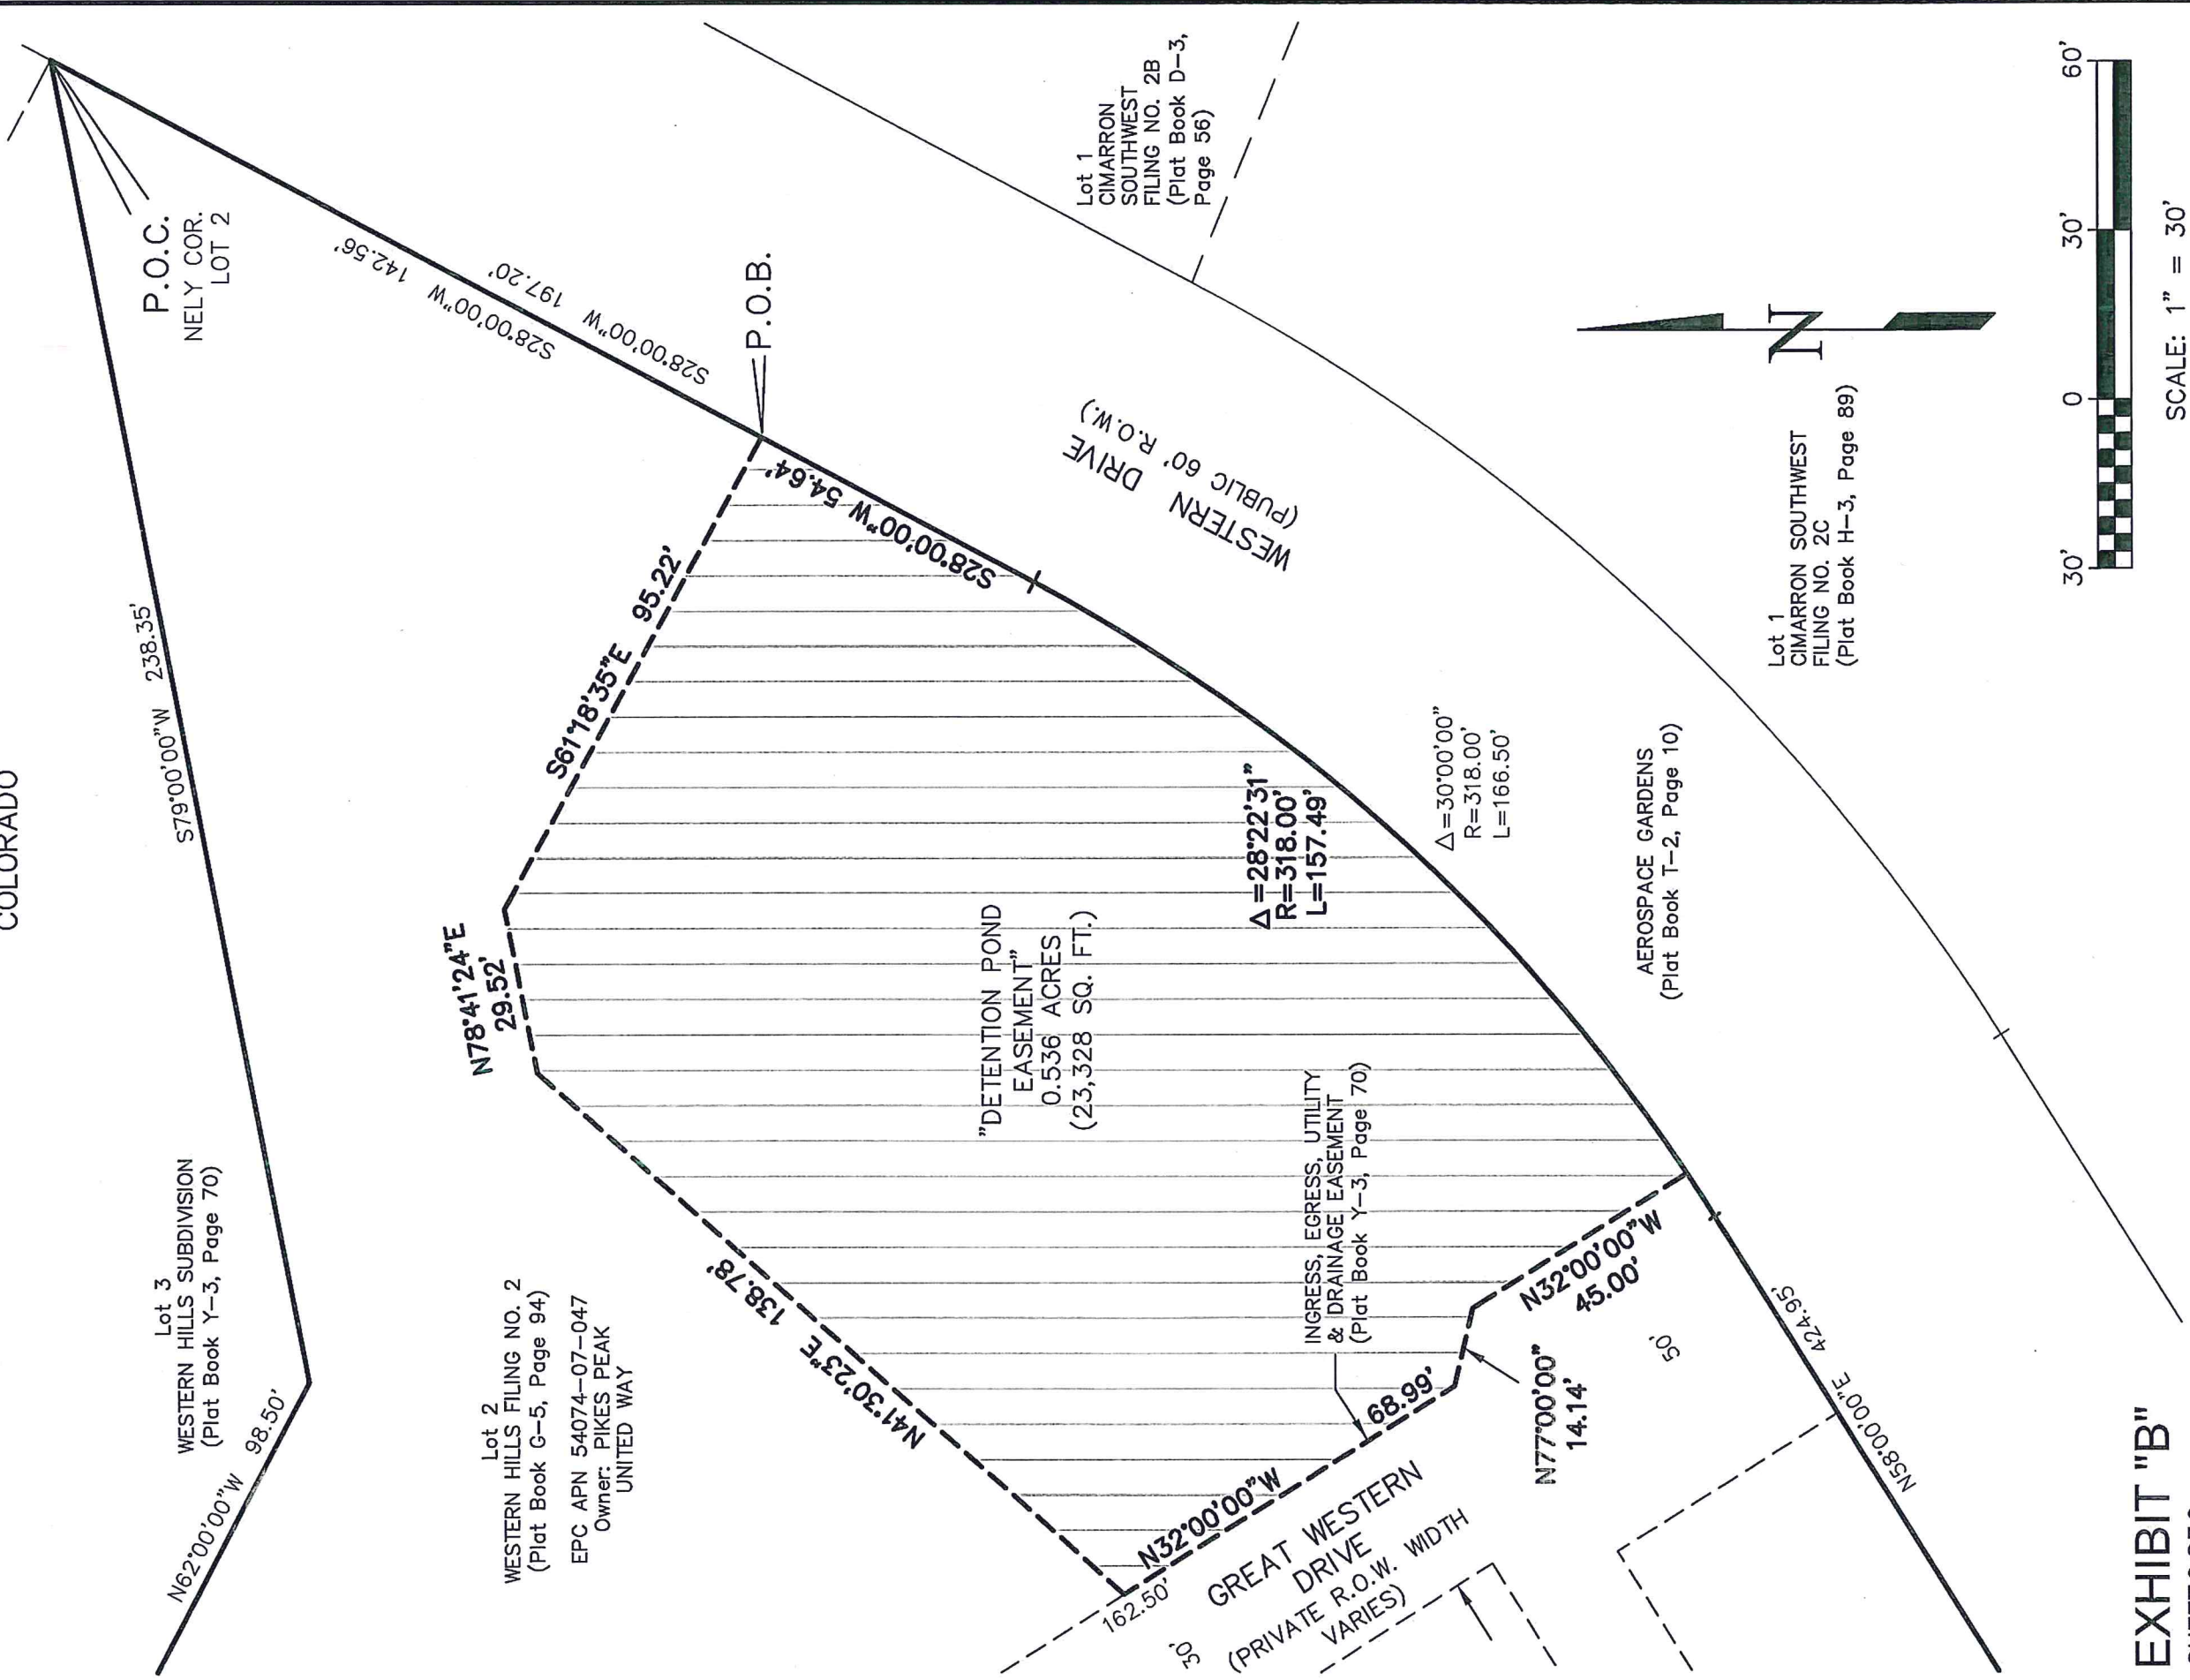 COLORADO
P.O.C.
NELY COR.
LOT 2
S79°00'00"W 238.35'
N62°00'00"W 98.50'
Lot 3
WESTERN HILLS SUBDIVISION
(Plat Book Y-3, Page 70)
S28°00'00"W 142.56'
S28°00'00"W 197.20'
P.O.B.
S28°00'00"W 54.64'
Lot 1
CIMARRON
SOUTHWEST
FILING NO. 2B
(Plat Book D-3,
Page 56)
WESTERN DRIVE
(PUBLIC 60' R.O.W.)
S61°18'35"E 95.22'
N78°41'24"E
29.52'
Lot 2
WESTERN HILLS FILING NO. 2
(Plat Book G-5, Page 94)
EPC APN 54074-07-047
Owner: PIKES PEAK
UNITED WAY
N41°30'23"E 138.78'
"DETENTION POND
EASEMENT"
0.536 ACRES
(23,328 SQ. FT.)
Δ=28°22'31"
R=318.00'
L=157.49'
Δ=30°00'00"
R=318.00'
L=166.50'
INGRESS, EGRESS, UTILITY
& DRAINAGE EASEMENT
(Plat Book Y-3, Page 70)
N32°00'00"W
68.99'
N77°00'00"
14.14'
N32°00'00"W
45.00'
50'
162.50'
30'
GREAT WESTERN
DRIVE
(PRIVATE R.O.W. WIDTH
VARIES)
N58°00'00"E 424.95'
AEROSPACE GARDENS
(Plat Book T-2, Page 10)
Lot 1
CIMARRON SOUTHWEST
FILING NO. 2C
(Plat Book H-3, Page 89)
N
30' 0 30' 60'
SCALE: 1" = 30'
EXHIBIT "B"